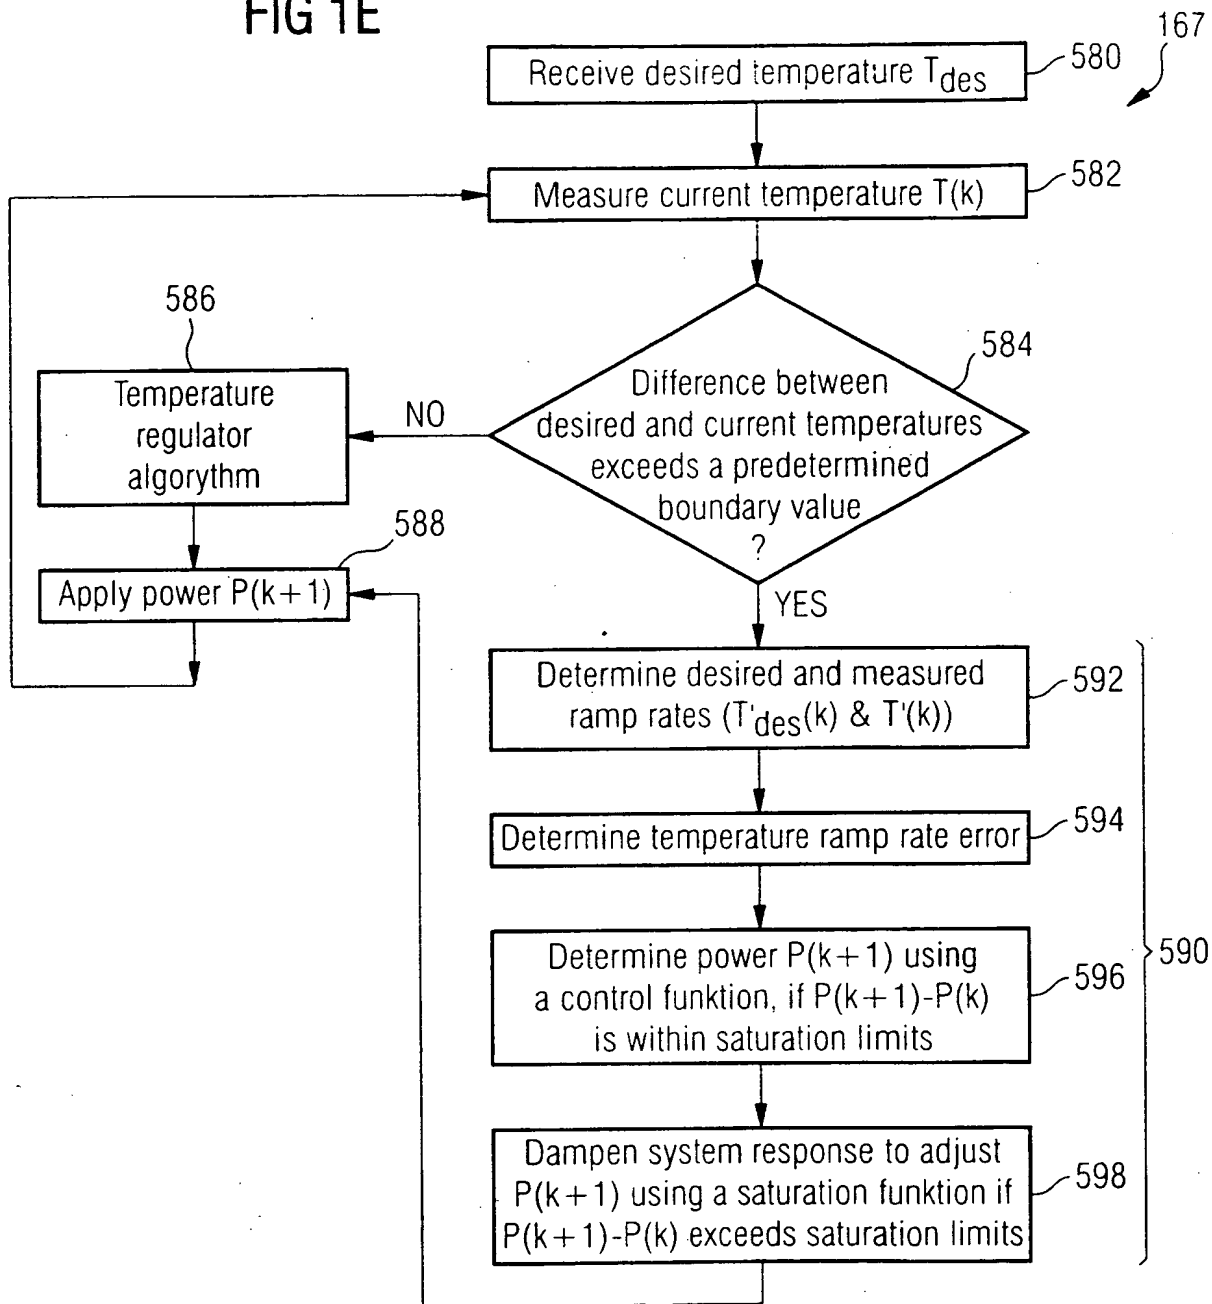 FIG 1E
167
Receive desired temperature Tdes
580
Measure current temperature T(k)
582
586
584
Temperature
regulator
algorythm
NO
Difference between
desired and current temperatures
exceeds a predetermined
boundary value
?
588
Apply power P(k+1)
YES
Determine desired and measured
ramp rates (T'des(k) & T'(k))
592
Determine temperature ramp rate error
594
Determine power P(k+1) using
a control funktion, if P(k+1)-P(k)
is within saturation limits
596
590
Dampen system response to adjust
P(k+1) using a saturation funktion if
P(k+1)-P(k) exceeds saturation limits
598